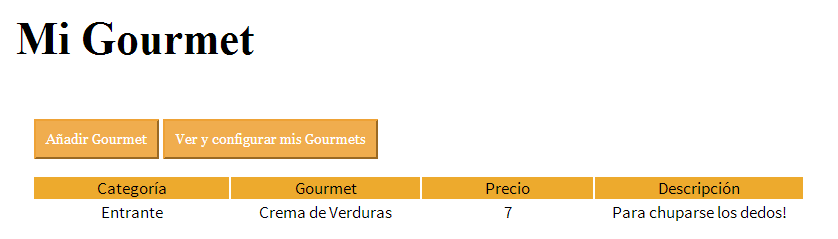 Mi Gourmet
Añadir Gourmet Ver y configurar mis Gourmets
Categoría Gourmet Precio Descripción
Entrante Crema de Verduras 7 Para chuparse los dedos!